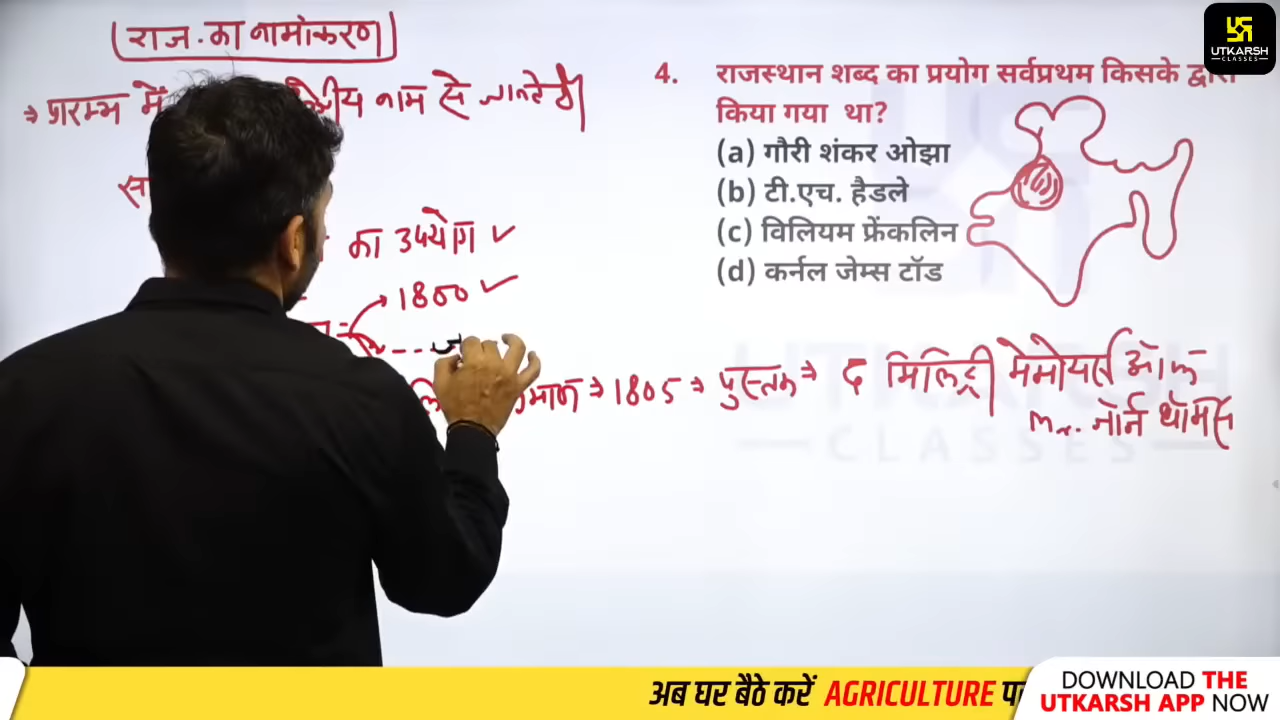 राज. का नामांकरण
⇒ प्रारम्भ में नाम से जानते थे
का उपयोग ✓
1800 ✓
⇒ 1805 ⇒ पुस्तक ⇒ द मिलिट्री मेमोयर्स ऑफ
Mr. जॉर्ज थॉमस
4. राजस्थान शब्द का प्रयोग सर्वप्रथम किसके द्वारा
किया गया था?
(a) गौरी शंकर ओझा
(b) टी.एच. हैडले
(c) विलियम फ्रेंकलिन
(d) कर्नल जेम्स टॉड
UTKARSH
CLASSES
UTKARSH
CLASSES
अब घर बैठे करें AGRICULTURE
DOWNLOAD THE
UTKARSH APP NOW